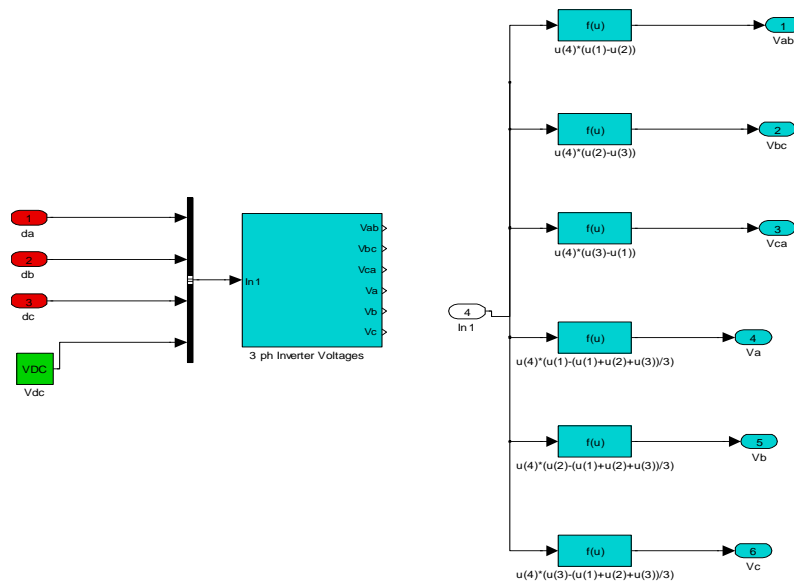 1
da
2
db
3
dc
VDC
Vdc
In1
Vab
Vbc
Vca
Va
Vb
Vc
3 ph Inverter Voltages
4
In 1
f(u)
u(4)*(u(1)-u(2))
1
Vab
f(u)
u(4)*(u(2)-u(3))
2
Vbc
f(u)
u(4)*(u(3)-u(1))
3
Vca
f(u)
u(4)*(u(1)-(u(1)+u(2)+u(3))/3)
4
Va
f(u)
u(4)*(u(2)-(u(1)+u(2)+u(3))/3)
5
Vb
f(u)
u(4)*(u(3)-(u(1)+u(2)+u(3))/3)
6
Vc